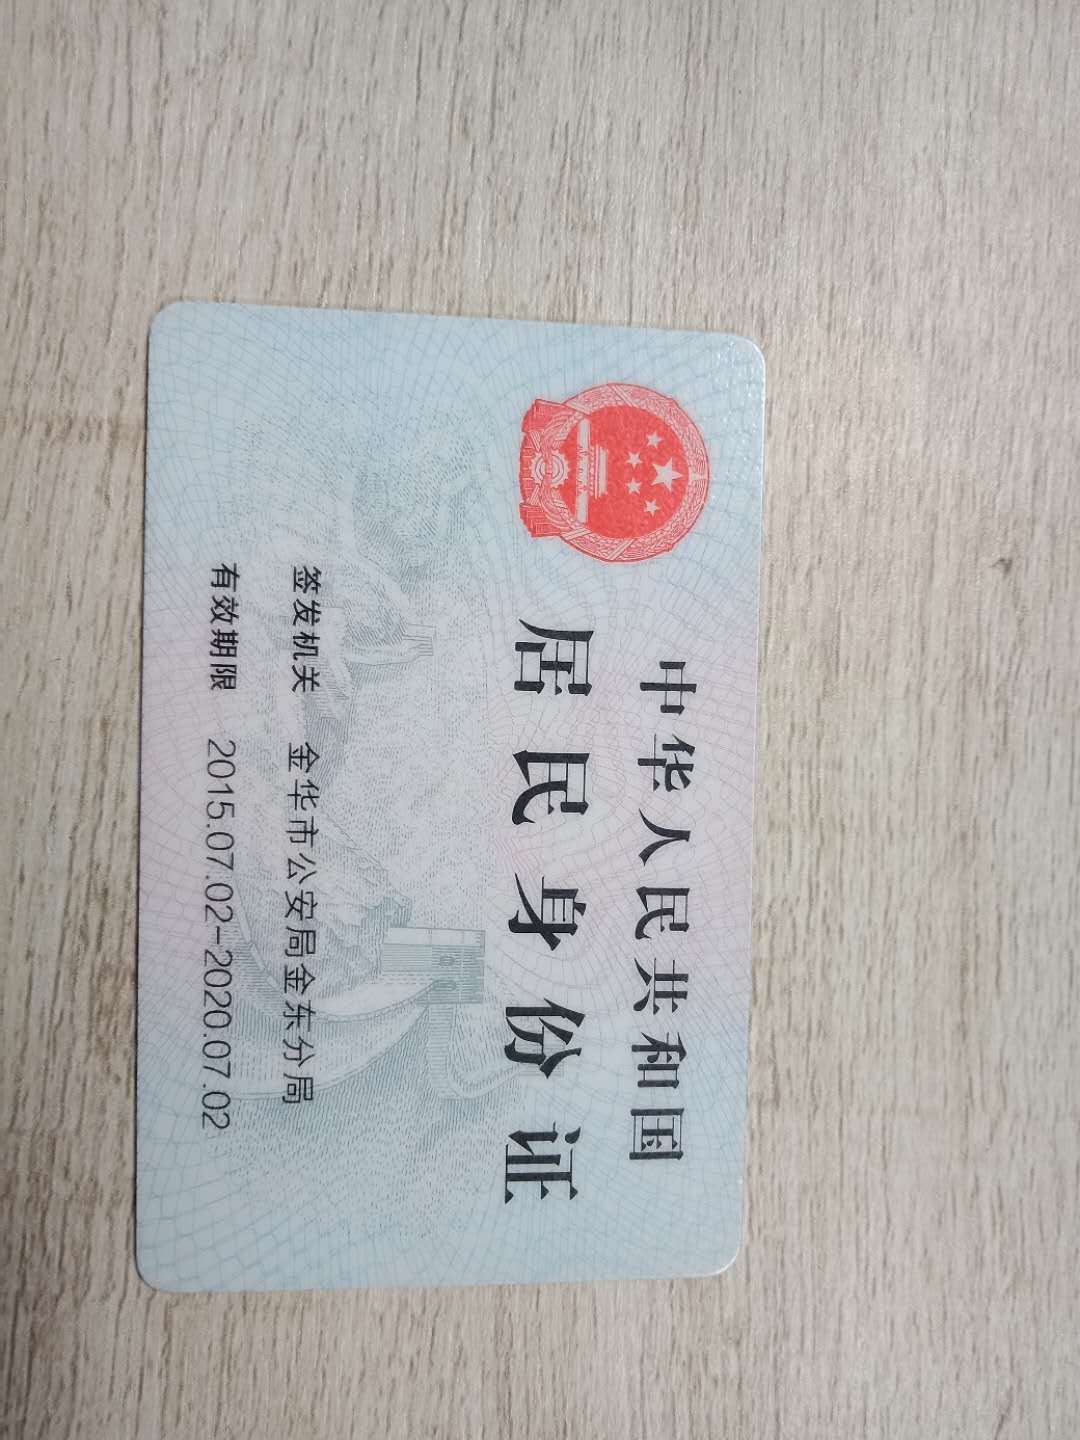 中华人民共和国
居民身份证
签发机关 金华市公安局金东分局
有效期限 2015.07.02-2020.07.02